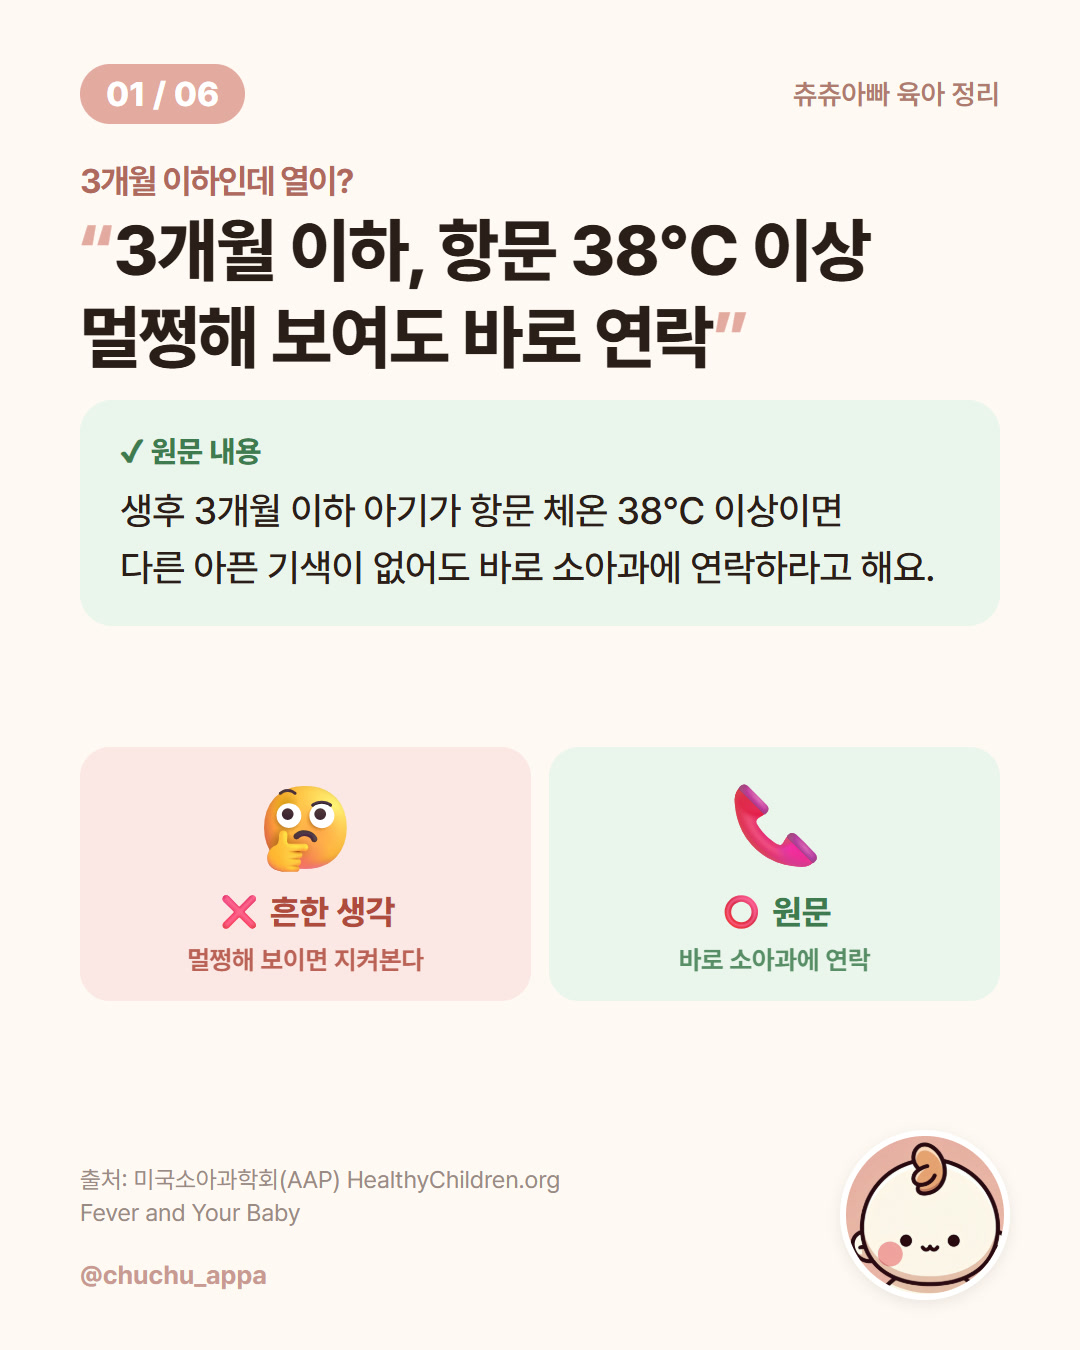 01 / 06
츄츄아빠 육아 정리
3개월 이하인데 열이?
“3개월 이하, 항문 38°C 이상
멀쩡해 보여도 바로 연락”
✓ 원문 내용
생후 3개월 이하 아기가 항문 체온 38°C 이상이면
다른 아픈 기색이 없어도 바로 소아과에 연락하라고 해요.
❌ 흔한 생각
멀쩡해 보이면 지켜본다
⭕ 원문
바로 소아과에 연락
출처: 미국소아과학회(AAP) HealthyChildren.org
Fever and Your Baby
@chuchu_appa